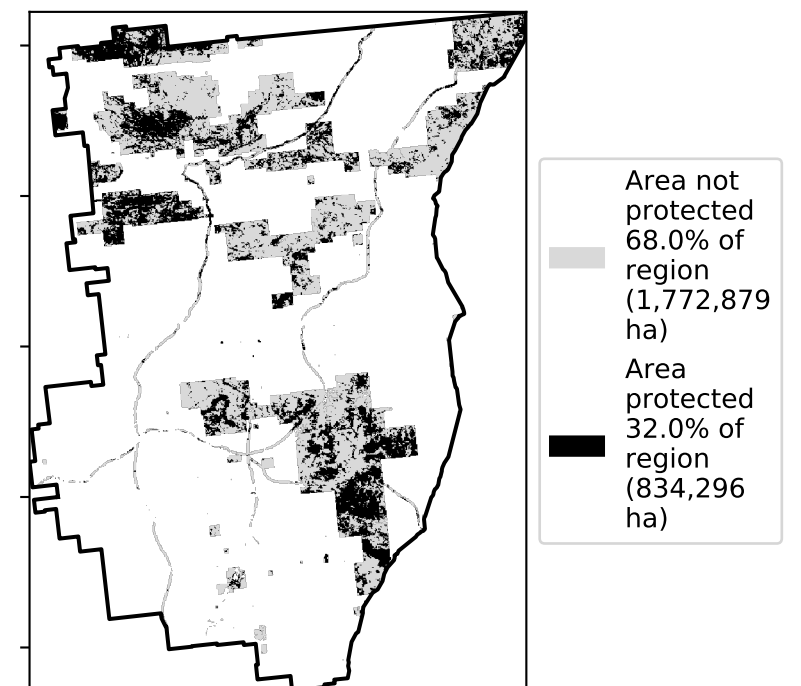 Area not
protected
68.0% of
region
(1,772,879
ha)
Area
protected
32.0% of
region
(834,296
ha)